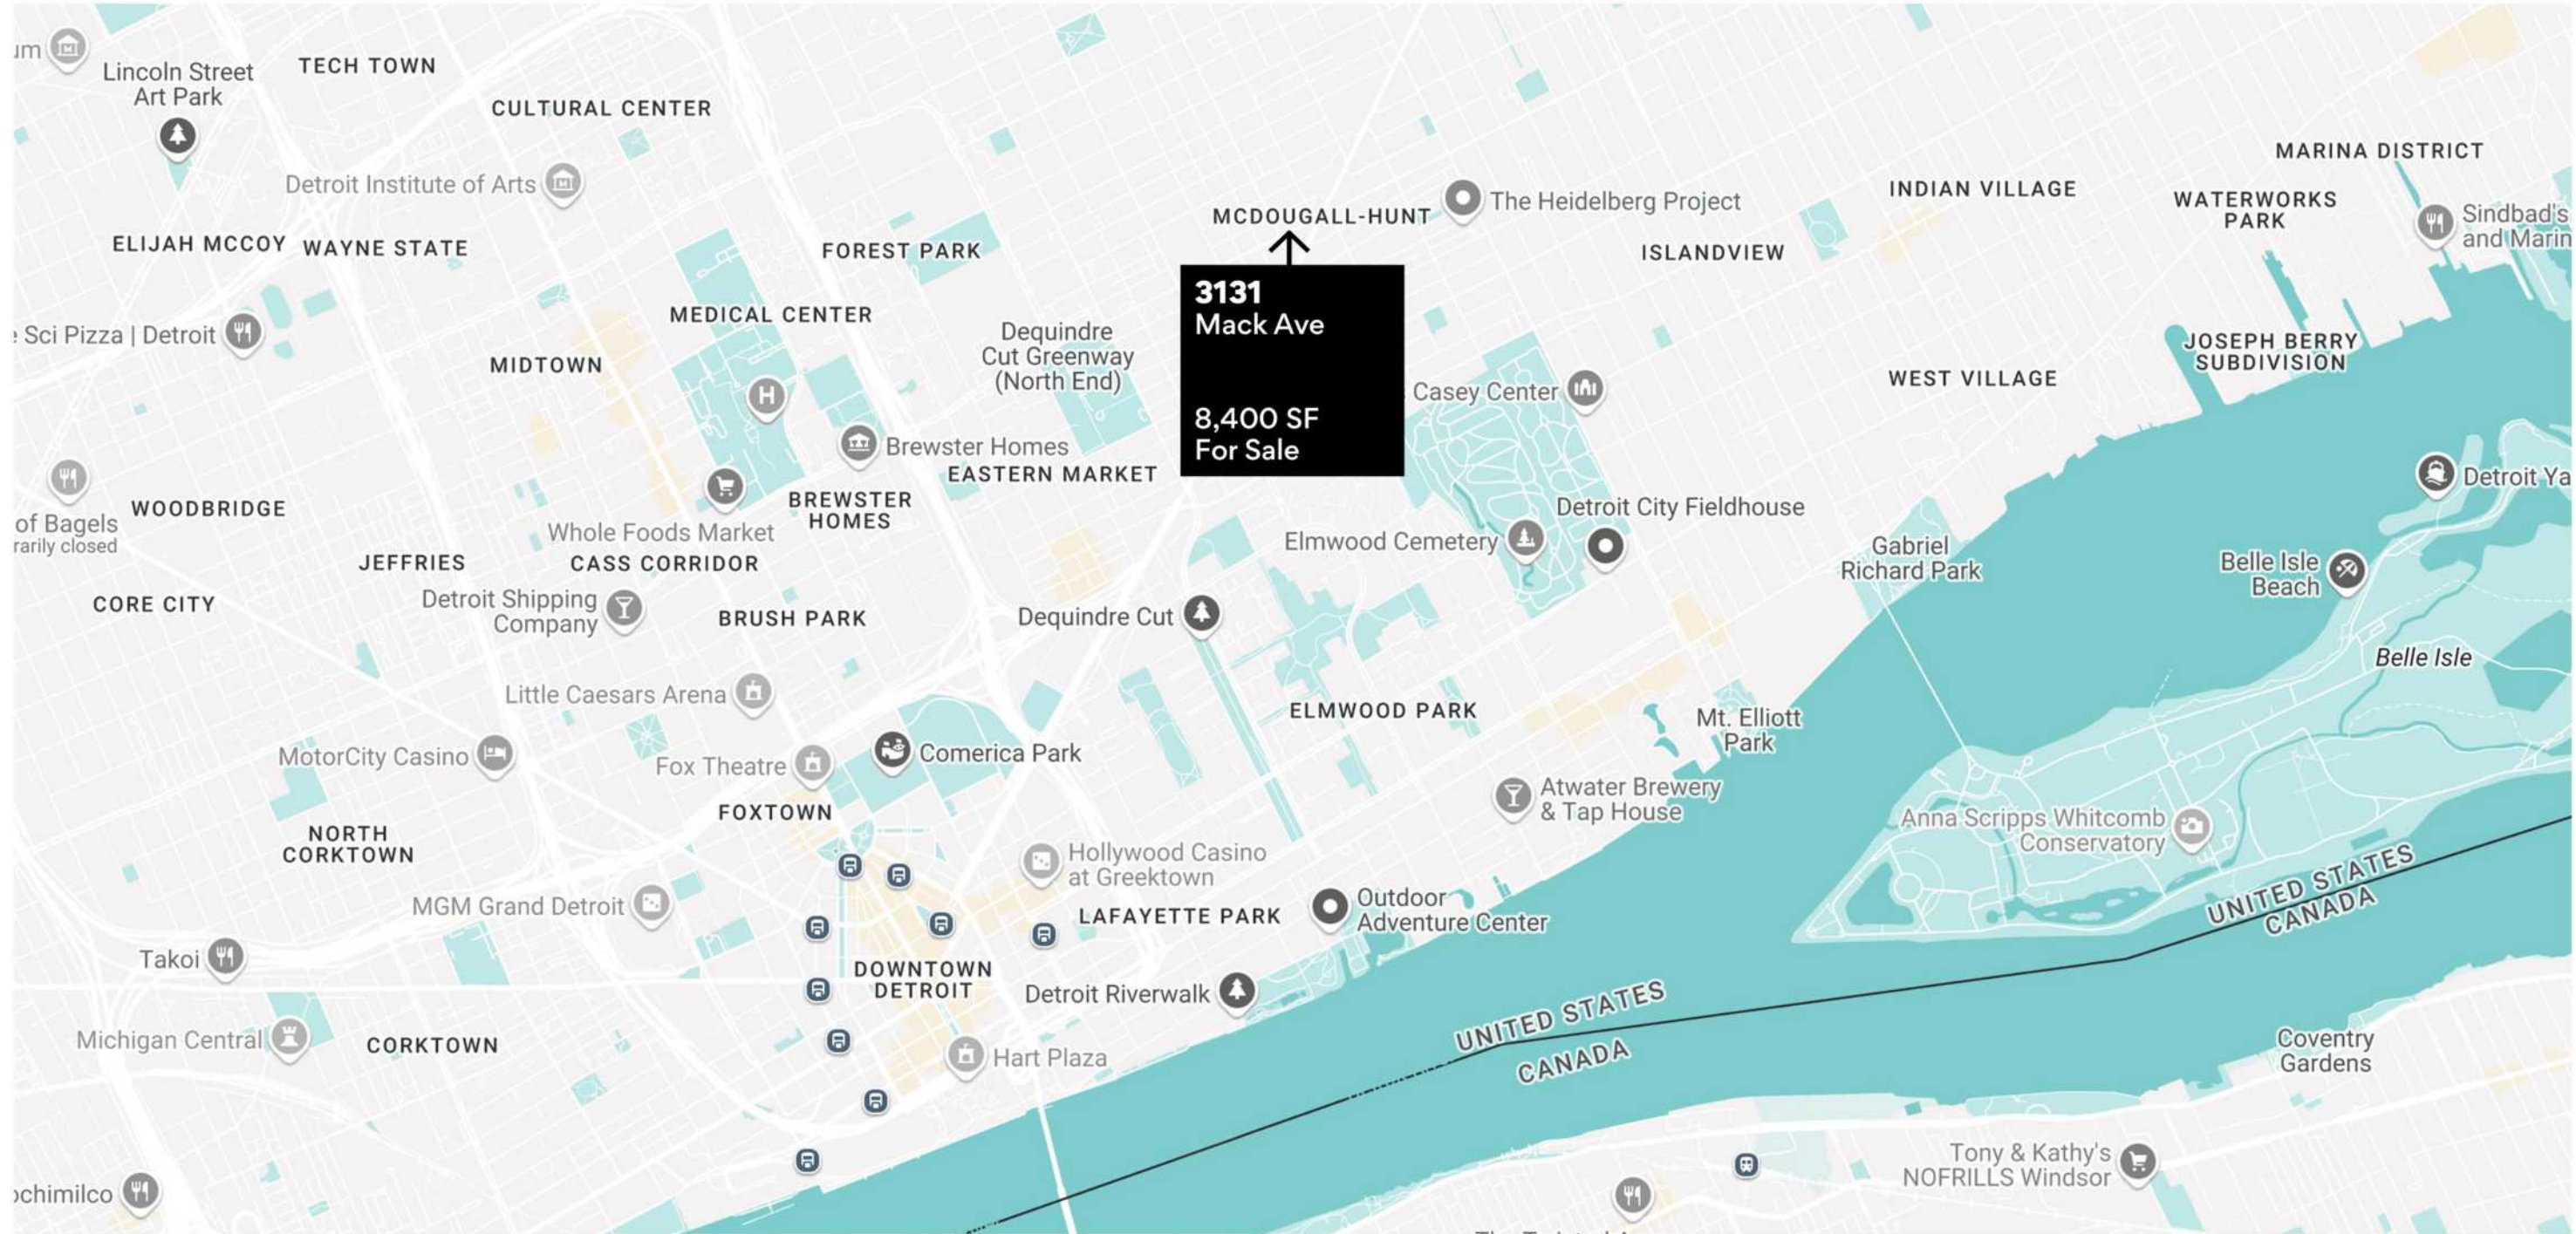 um
Lincoln Street
Art Park
TECH TOWN
CULTURAL CENTER
Detroit Institute of Arts
ELIJAH MCCOY
WAYNE STATE
FOREST PARK
MCDOUGALL-HUNT
The Heidelberg Project
ISLANDVIEW
INDIAN VILLAGE
MARINA DISTRICT
WATERWORKS
PARK
Sindbad's
and Marin
3131
Mack Ave
8,400 SF
For Sale
Sci Pizza | Detroit
MEDICAL CENTER
MIDTOWN
Dequindre
Cut Greenway
(North End)
Casey Center
WEST VILLAGE
JOSEPH BERRY
SUBDIVISION
Brewster Homes
EASTERN MARKET
BREWSTER
HOMES
WOODBRIDGE
of Bagels
rarily closed
Whole Foods Market
JEFFRIES
CASS CORRIDOR
CORE CITY
Detroit Shipping
Company
BRUSH PARK
Dequindre Cut
Elmwood Cemetery
Detroit City Fieldhouse
Gabriel
Richard Park
Detroit Ya
Belle Isle
Beach
Belle Isle
Little Caesars Arena
ELMWOOD PARK
Mt. Elliott
Park
MotorCity Casino
Fox Theatre
Comerica Park
FOXTOWN
Atwater Brewery
& Tap House
Anna Scripps Whitcomb
Conservatory
NORTH
CORKTOWN
Hollywood Casino
at Greektown
MGM Grand Detroit
LAFAYETTE PARK
Outdoor
Adventure Center
UNITED STATES
CANADA
Takoi
DOWNTOWN
DETROIT
Detroit Riverwalk
UNITED STATES
CANADA
Michigan Central
CORKTOWN
Hart Plaza
Coventry
Gardens
Tony & Kathy's
NOFRILLS Windsor
ochimilco